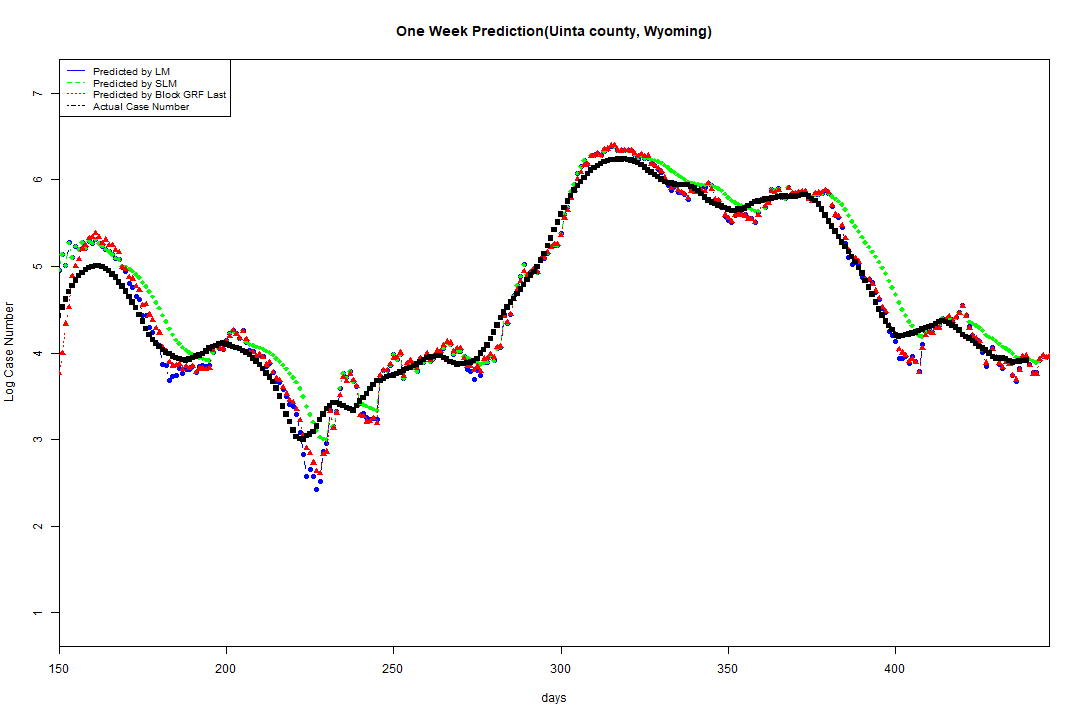 One Week Prediction(Uinta county, Wyoming)
Predicted by LM
Predicted by SLM
Predicted by Block GRF Last
Actual Case Number
7
6
5
4
3
2
1
Log Case Number
150 200 250 300 350 400
days